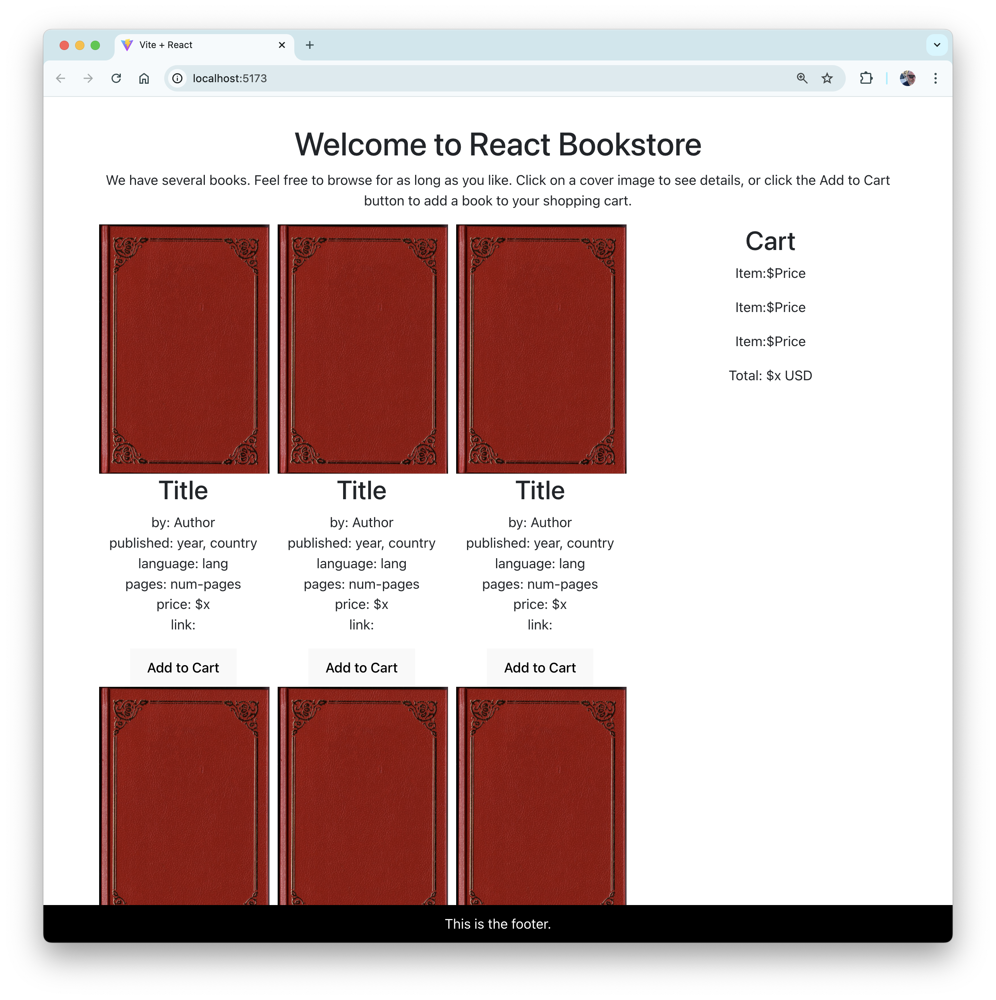 Vite + React
localhost:5173
Welcome to React Bookstore
We have several books. Feel free to browse for as long as you like. Click on a cover image to see details, or click the Add to Cart
button to add a book to your shopping cart.
Title
by: Author
published: year, country
language: lang
pages: num-pages
price: $x
link:
Add to Cart
Title
by: Author
published: year, country
language: lang
pages: num-pages
price: $x
link:
Add to Cart
Title
by: Author
published: year, country
language: lang
pages: num-pages
price: $x
link:
Add to Cart
Cart
Item:$Price
Item:$Price
Item:$Price
Total: $x USD
This is the footer.